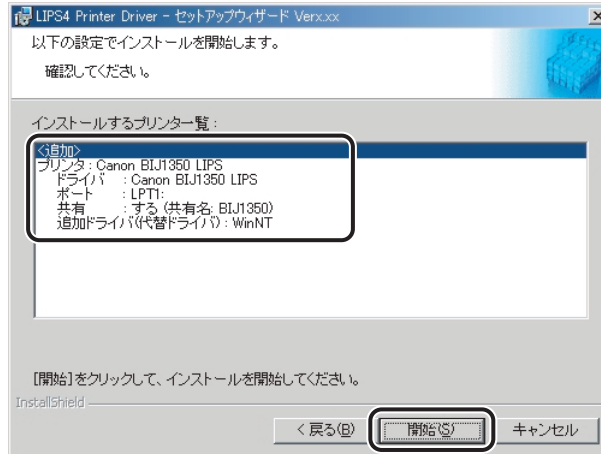 LIPS4 Printer Driver - セットアップウィザード Verx.xx
以下の設定でインストールを開始します。
確認してください。
インストールするプリンター覧:
<追加>
プリンタ : Canon BIJ1350 LIPS
ドライバ : Canon BIJ1350 LIPS
ポート : LPT1:
共有 : する (共有名: BIJ1350)
追加ドライバ(代替ドライバ) : WinNT
[開始]をクリックして、インストールを開始してください。
InstallShield
< 戻る(B)
開始(S)
キャンセル